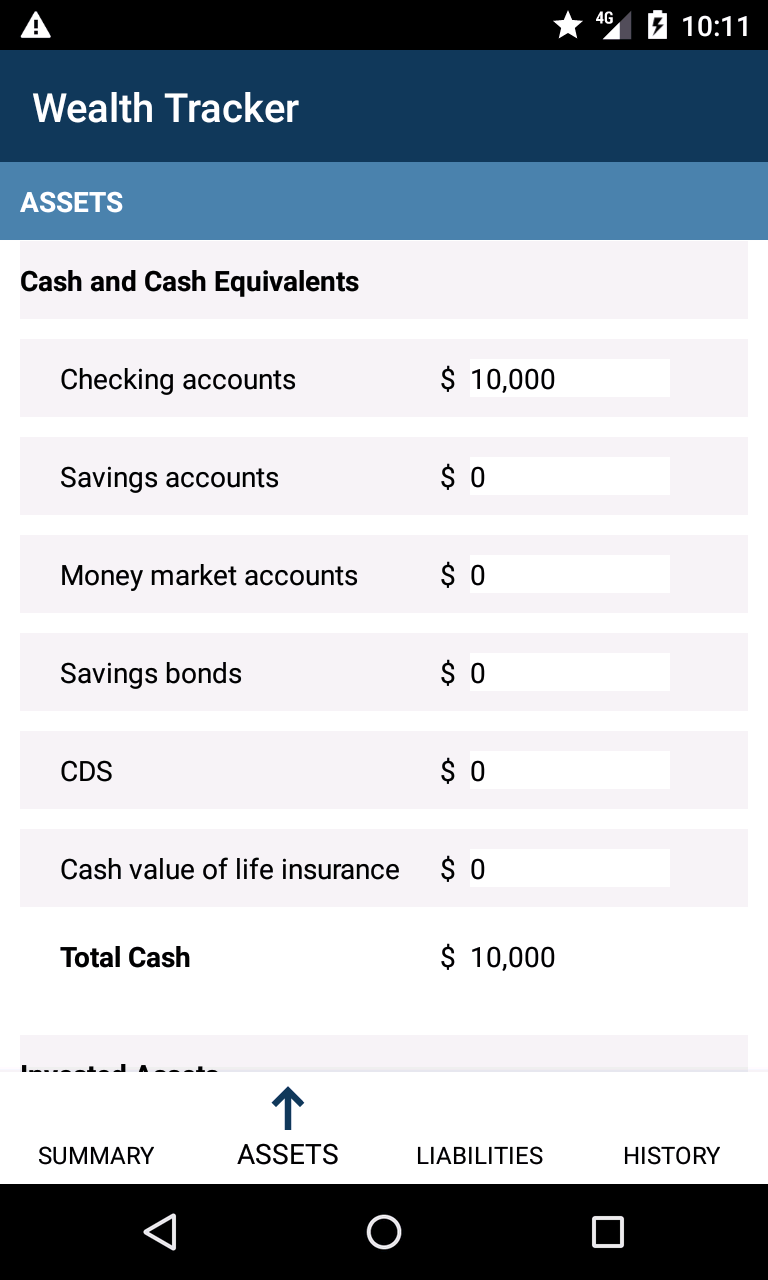 4G 10:11
Wealth Tracker
ASSETS
Cash and Cash Equivalents
Checking accounts $ 10,000
Savings accounts $ 0
Money market accounts $ 0
Savings bonds $ 0
CDS $ 0
Cash value of life insurance $ 0
Total Cash $ 10,000
Invested Assets
SUMMARY ASSETS LIABILITIES HISTORY